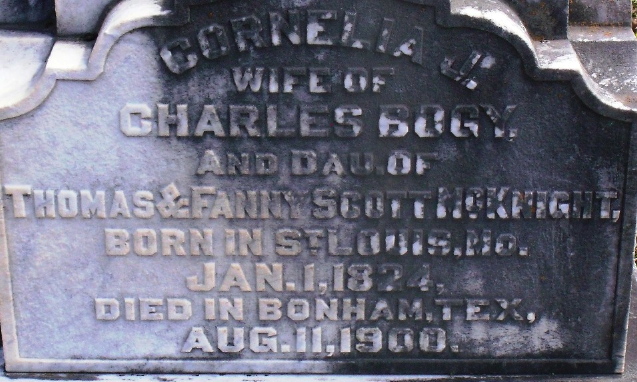 CORNELIA J.
WIFE OF
CHARLES BOGY,
AND DAU. OF
THOMAS & FANNY SCOTT McKNIGHT,
BORN IN ST LOUIS, MO.
JAN. 1, 1824,
DIED IN BONHAM, TEX,
AUG. 11, 1900.